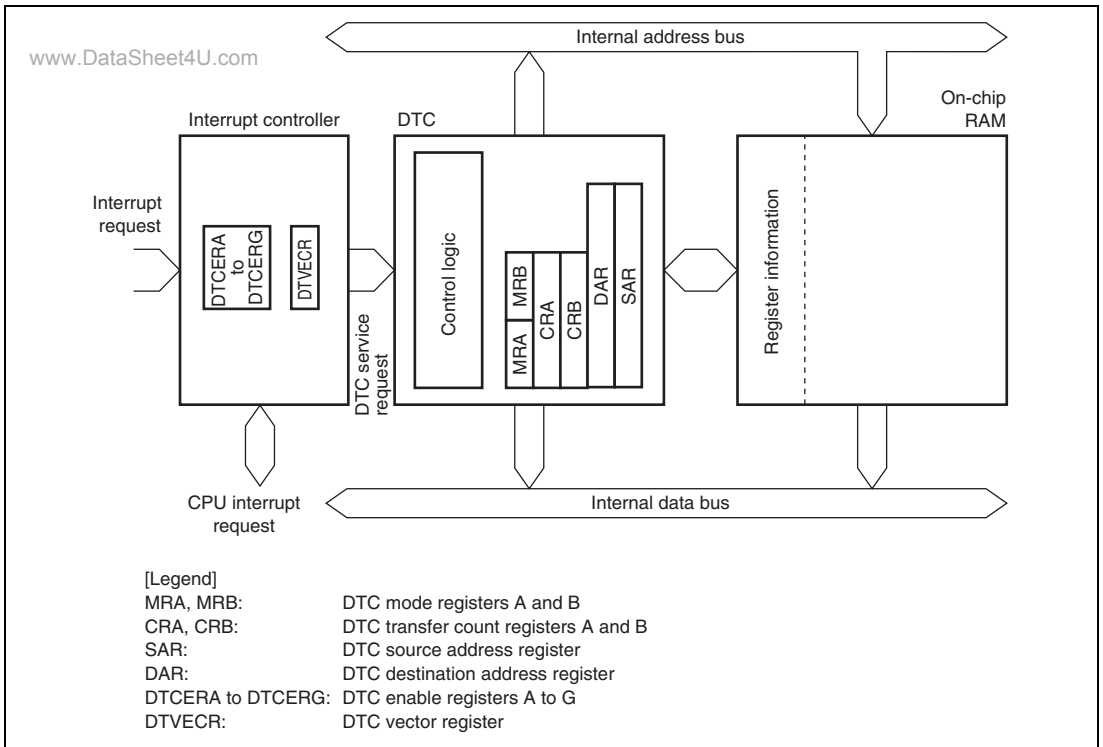 Internal address bus
www.DataSheet4U.com
On-chip
RAM
Interrupt controller
DTC
Interrupt
request
DTCERA
to
DTCERG
DTVECR
DTC service
request
Control logic
MRA
MRB
CRA
CRB
DAR
SAR
Register information
CPU interrupt
request
Internal data bus
[Legend]
MRA, MRB: DTC mode registers A and B
CRA, CRB: DTC transfer count registers A and B
SAR: DTC source address register
DAR: DTC destination address register
DTCERA to DTCERG: DTC enable registers A to G
DTVECR: DTC vector register